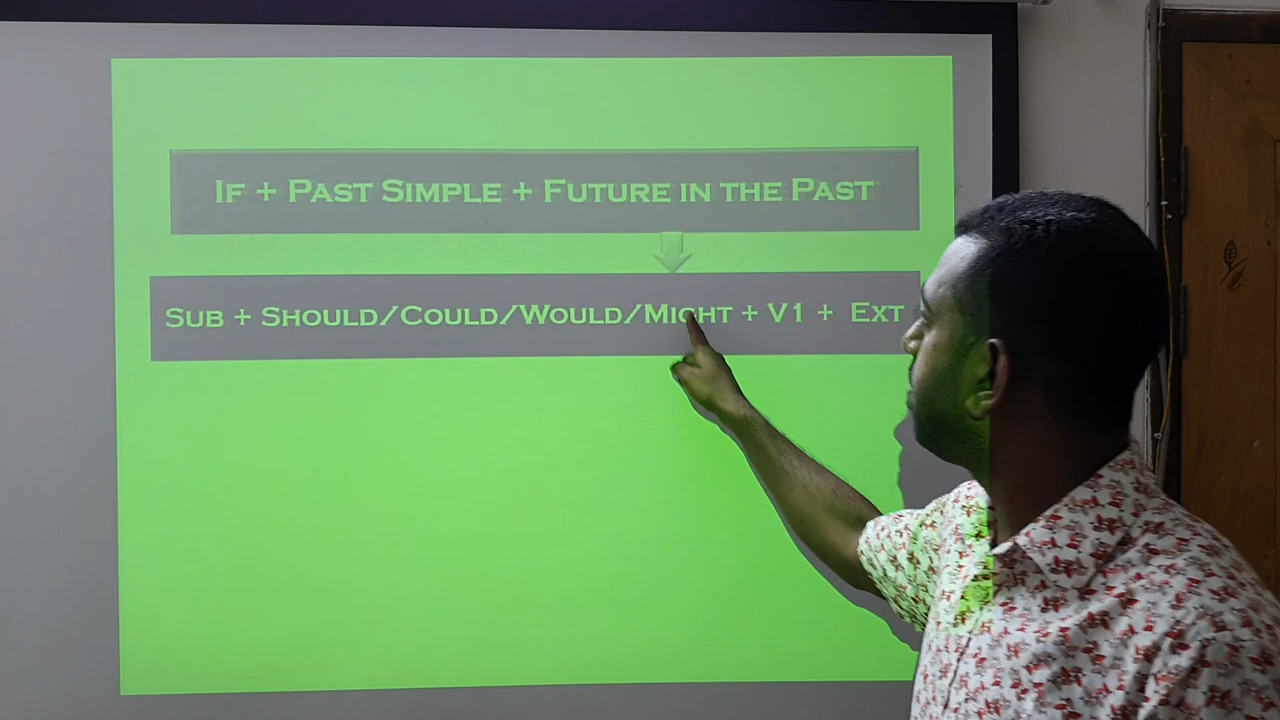 If + Past Simple + Future in the Past
Sub + Should/Could/Would/Might + V1 + Ext